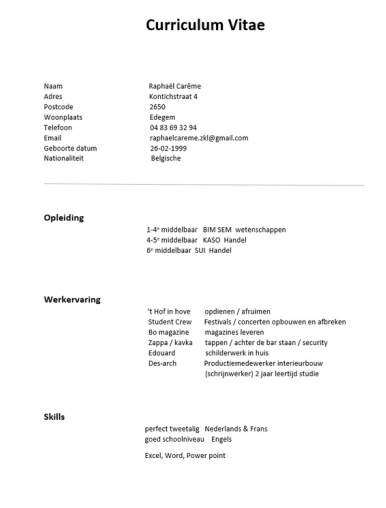 Curriculum Vitae
Naam Raphaël Carême
Adres Kontichstraat 4
Postcode 2650
Woonplaats Edegem
Telefoon 04 83 69 32 94
Email raphaelcareme.zkl@gmail.com
Geboorte datum 26-02-1999
Nationaliteit Belgische
Opleiding
1-4e middelbaar BIM SEM wetenschappen
4-5e middelbaar KASO Handel
6e middelbaar SUI Handel
Werkervaring
't Hof in hove opdienen / afruimen
Student Crew Festivals / concerten opbouwen en afbreken
Bo magazine magazines leveren
Zappa / kavka tappen / achter de bar staan / security
Edouard schilderwerk in huis
Des-arch Productiemedewerker interieurbouw
(schrijnwerker) 2 jaar leertijd studie
Skills
perfect tweetalig Nederlands & Frans
goed schoolniveau Engels
Excel, Word, Power point